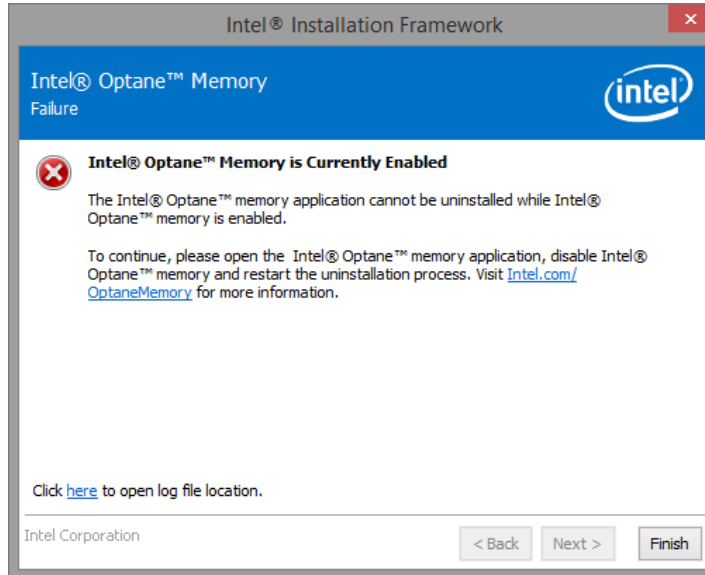 Intel® Installation Framework
Intel® Optane™ Memory
Failure
intel
Intel® Optane™ Memory is Currently Enabled
The Intel® Optane™ memory application cannot be uninstalled while Intel®
Optane™ memory is enabled.
To continue, please open the  Intel® Optane™ memory application, disable Intel®
Optane™ memory and restart the uninstallation process. Visit Intel.com/
OptaneMemory for more information.
Click here to open log file location.
Intel Corporation
< Back
Next >
Finish